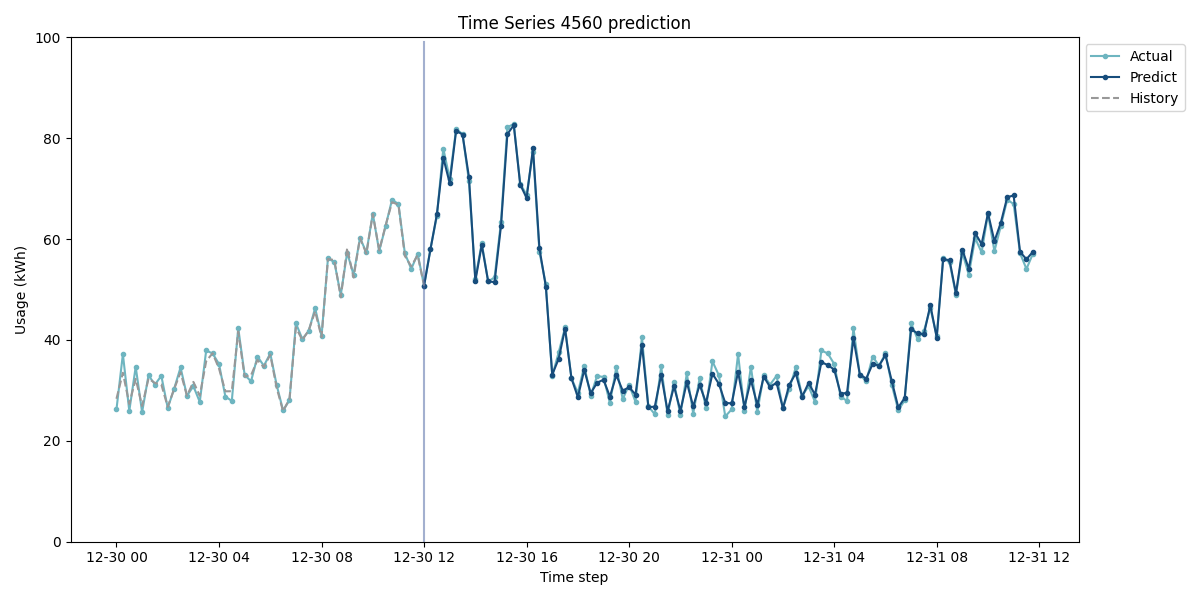 Time Series 4560 prediction
100
80
60
40
20
0
Usage (kWh)
12-30 00
12-30 04
12-30 08
12-30 12
12-30 16
12-30 20
12-31 00
12-31 04
12-31 08
12-31 12
Time step
Actual
Predict
History